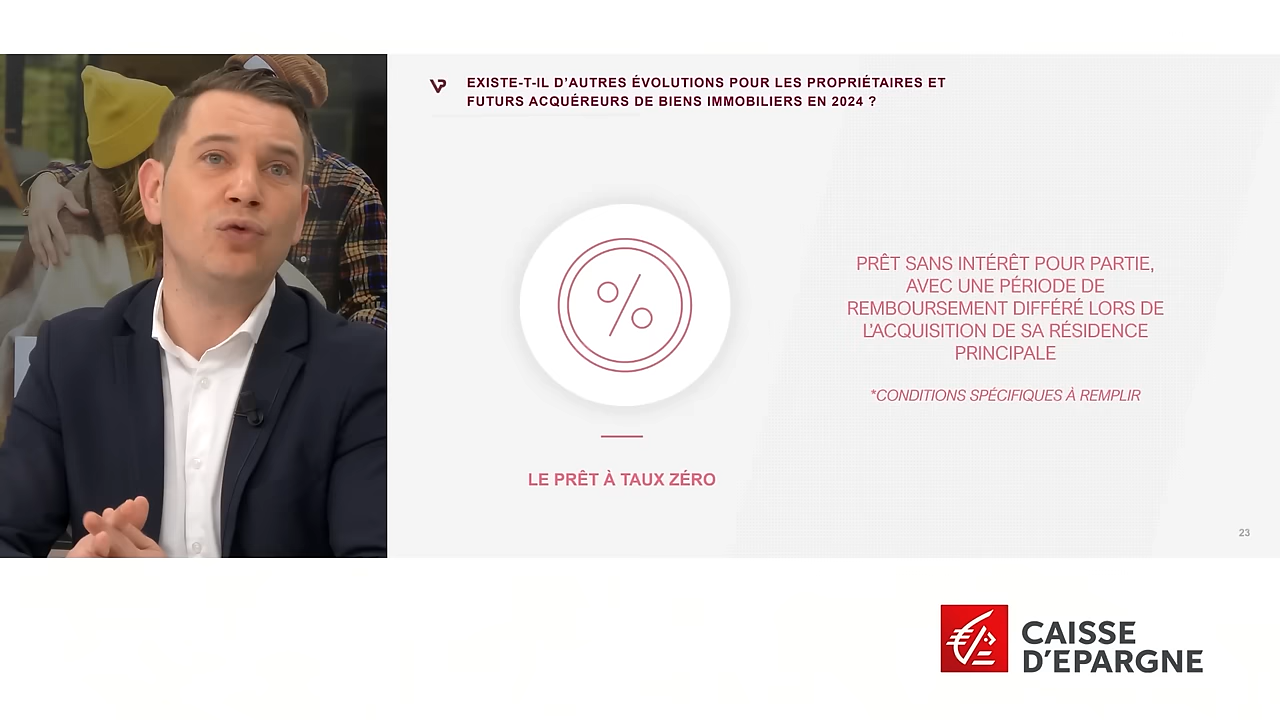 VP
EXISTE-T-IL D'AUTRES ÉVOLUTIONS POUR LES PROPRIÉTAIRES ET
FUTURS ACQUÉREURS DE BIENS IMMOBILIERS EN 2024 ?
%
PRÊT SANS INTÉRÊT POUR PARTIE,
AVEC UNE PÉRIODE DE
REMBOURSEMENT DIFFÉRÉ LORS DE
L'ACQUISITION DE SA RÉSIDENCE
PRINCIPALE
*CONDITIONS SPÉCIFIQUES À REMPLIR
LE PRÊT À TAUX ZÉRO
23
CAISSE
D'EPARGNE